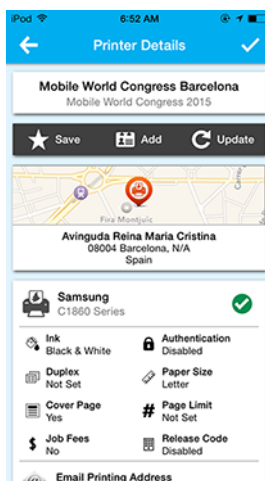 iPod 6:52 AM
Printer Details
Mobile World Congress Barcelona
Mobile World Congress 2015
Save Add Update
Fira Montjuïc
Avinguda Reina Maria Cristina
08004 Barcelona, N/A
Spain
Samsung
C1860 Series
Ink Authentication
Black & White Disabled
Duplex Paper Size
Not Set Letter
Cover Page # Page Limit
Yes Not Set
$ Job Fees Release Code
No Disabled
@ Email Printing Address